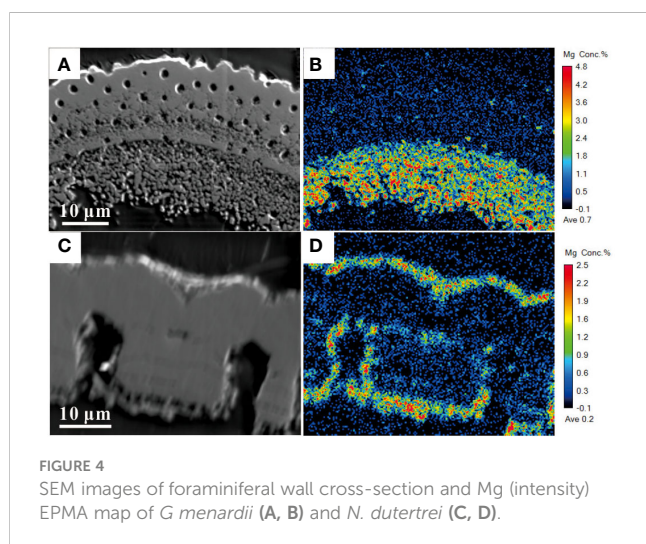 A
10 µm
B
Mg Conc.%
4.8
4.2
3.6
3.0
2.4
1.8
1.1
0.5
-0.1
Ave 0.7
C
10 µm
D
Mg Conc.%
2.5
2.2
1.9
1.6
1.2
0.9
0.6
0.3
-0.1
Ave 0.2
FIGURE 4
SEM images of foraminiferal wall cross-section and Mg (intensity)
EPMA map of G menardii (A, B) and N. dutertrei (C, D).